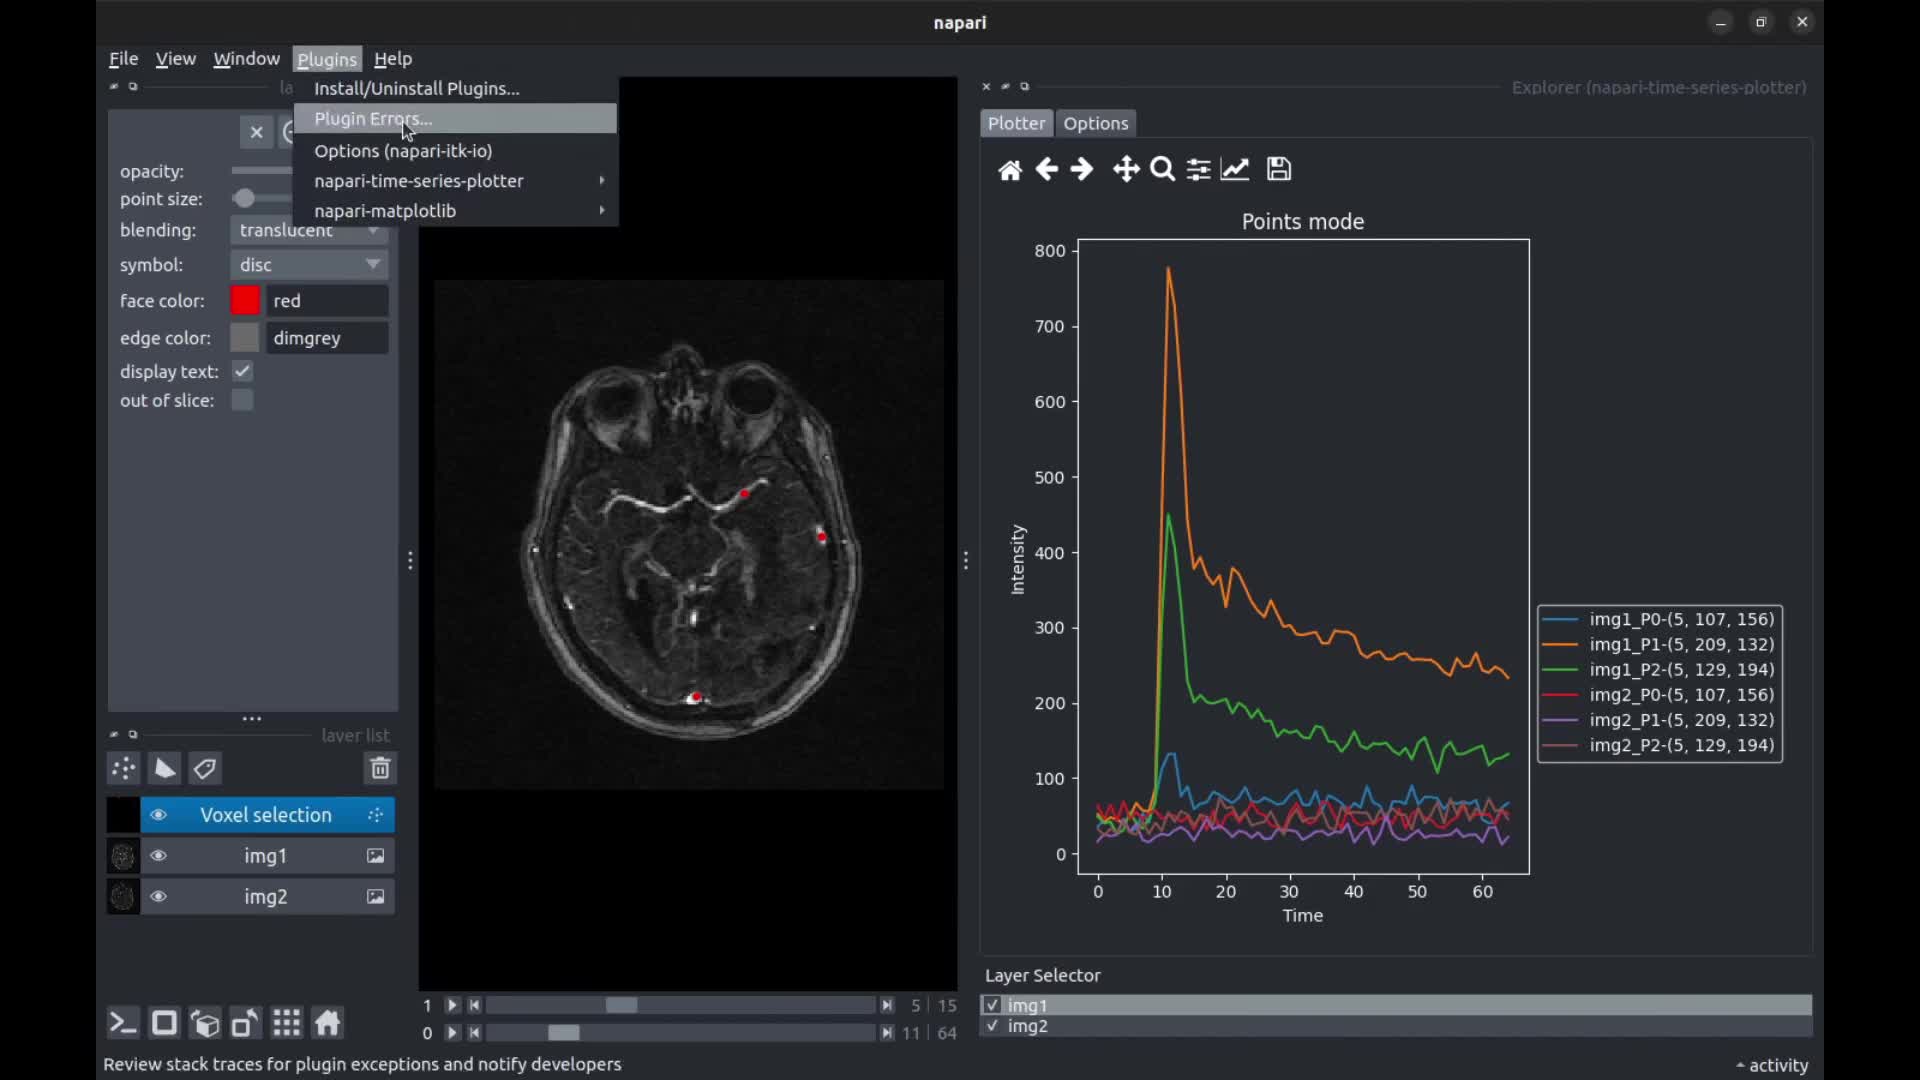 napari
File View Window Plugins Help
la
Explorer (napari-time-series-plotter)
Install/Uninstall Plugins...
Plugin Errors...
Options (napari-itk-io)
napari-time-series-plotter
napari-matplotlib
opacity:
point size:
blending: translucent
symbol: disc
face color: red
edge color: dimgrey
display text:
out of slice:
layer list
Voxel selection
img1
img2
1 5 | 15
0 11 | 64
Review stack traces for plugin exceptions and notify developers
Plotter Options
Points mode
800
700
600
500
400
300
200
100
0
Intensity
0 10 20 30 40 50 60
Time
img1_P0-(5, 107, 156)
img1_P1-(5, 209, 132)
img1_P2-(5, 129, 194)
img2_P0-(5, 107, 156)
img2_P1-(5, 209, 132)
img2_P2-(5, 129, 194)
Layer Selector
img1
img2
activity